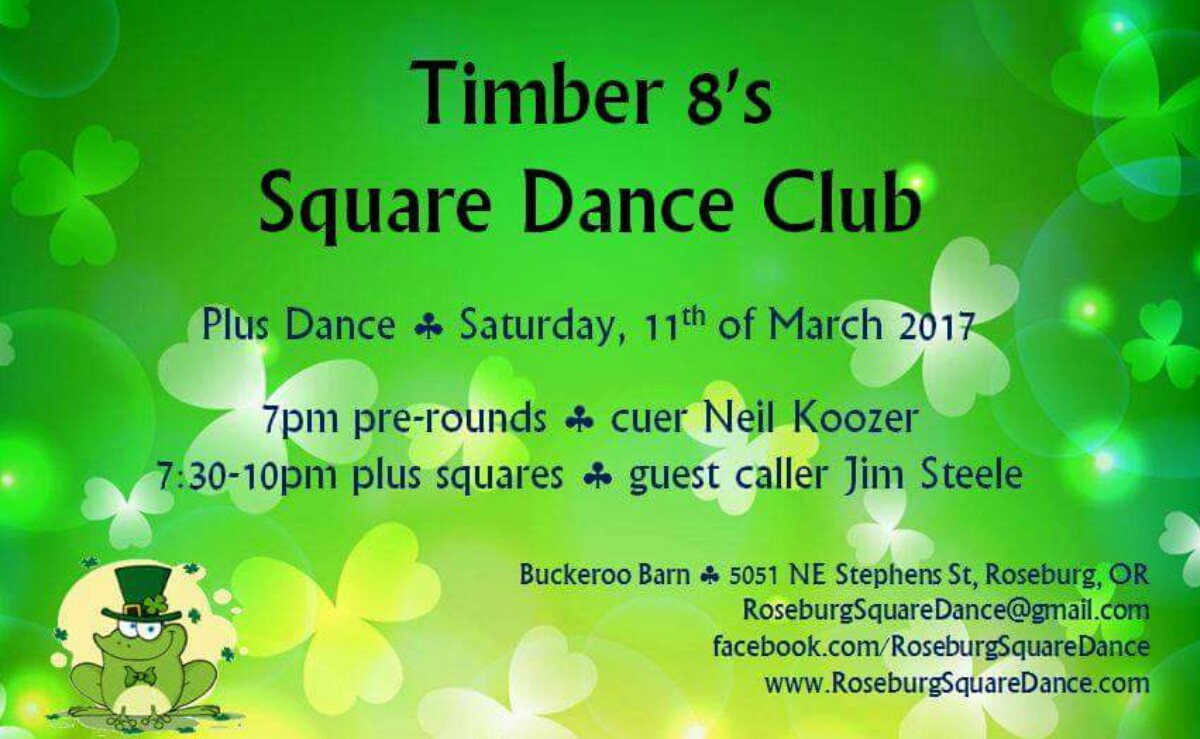 Timber 8's
Square Dance Club
Plus Dance ♣ Saturday, 11th of March 2017
7pm pre-rounds ♣ cuer Neil Koozer
7:30-10pm plus squares ♣ guest caller Jim Steele
Buckeroo Barn ♣ 5051 NE Stephens St, Roseburg, OR
RoseburgSquareDance@gmail.com
facebook.com/RoseburgSquareDance
www.RoseburgSquareDance.com